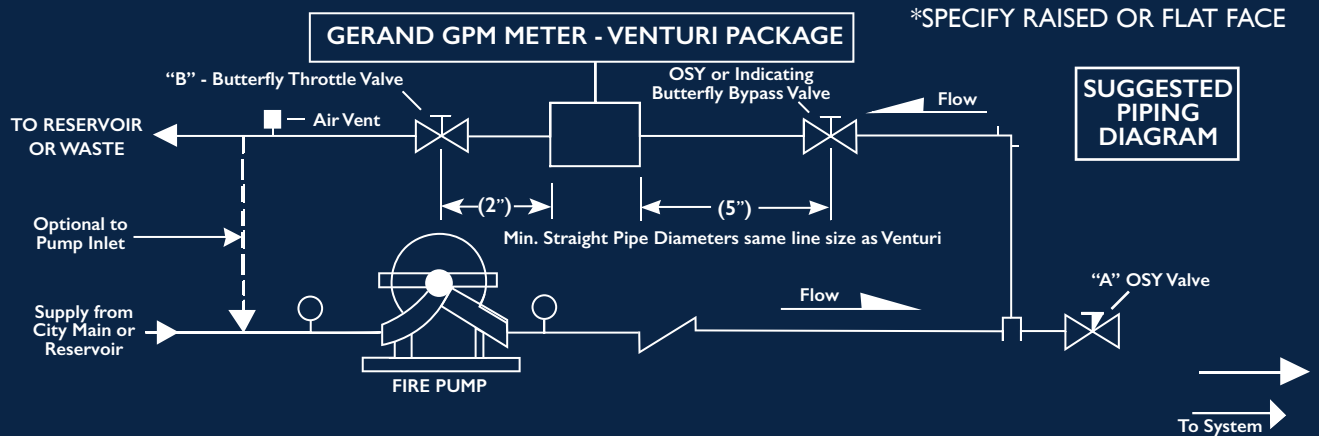 *SPECIFY RAISED OR FLAT FACE
GERAND GPM METER - VENTURI PACKAGE
“B” - Butterfly Throttle Valve
OSY or Indicating
Butterfly Bypass Valve
Flow
SUGGESTED
PIPING
DIAGRAM
TO RESERVOIR
OR WASTE
Air Vent
(2”)
(5”)
Optional to
Pump Inlet
Min. Straight Pipe Diameters same line size as Venturi
“A” OSY Valve
Flow
Supply from
City Main or
Reservoir
FIRE PUMP
To System